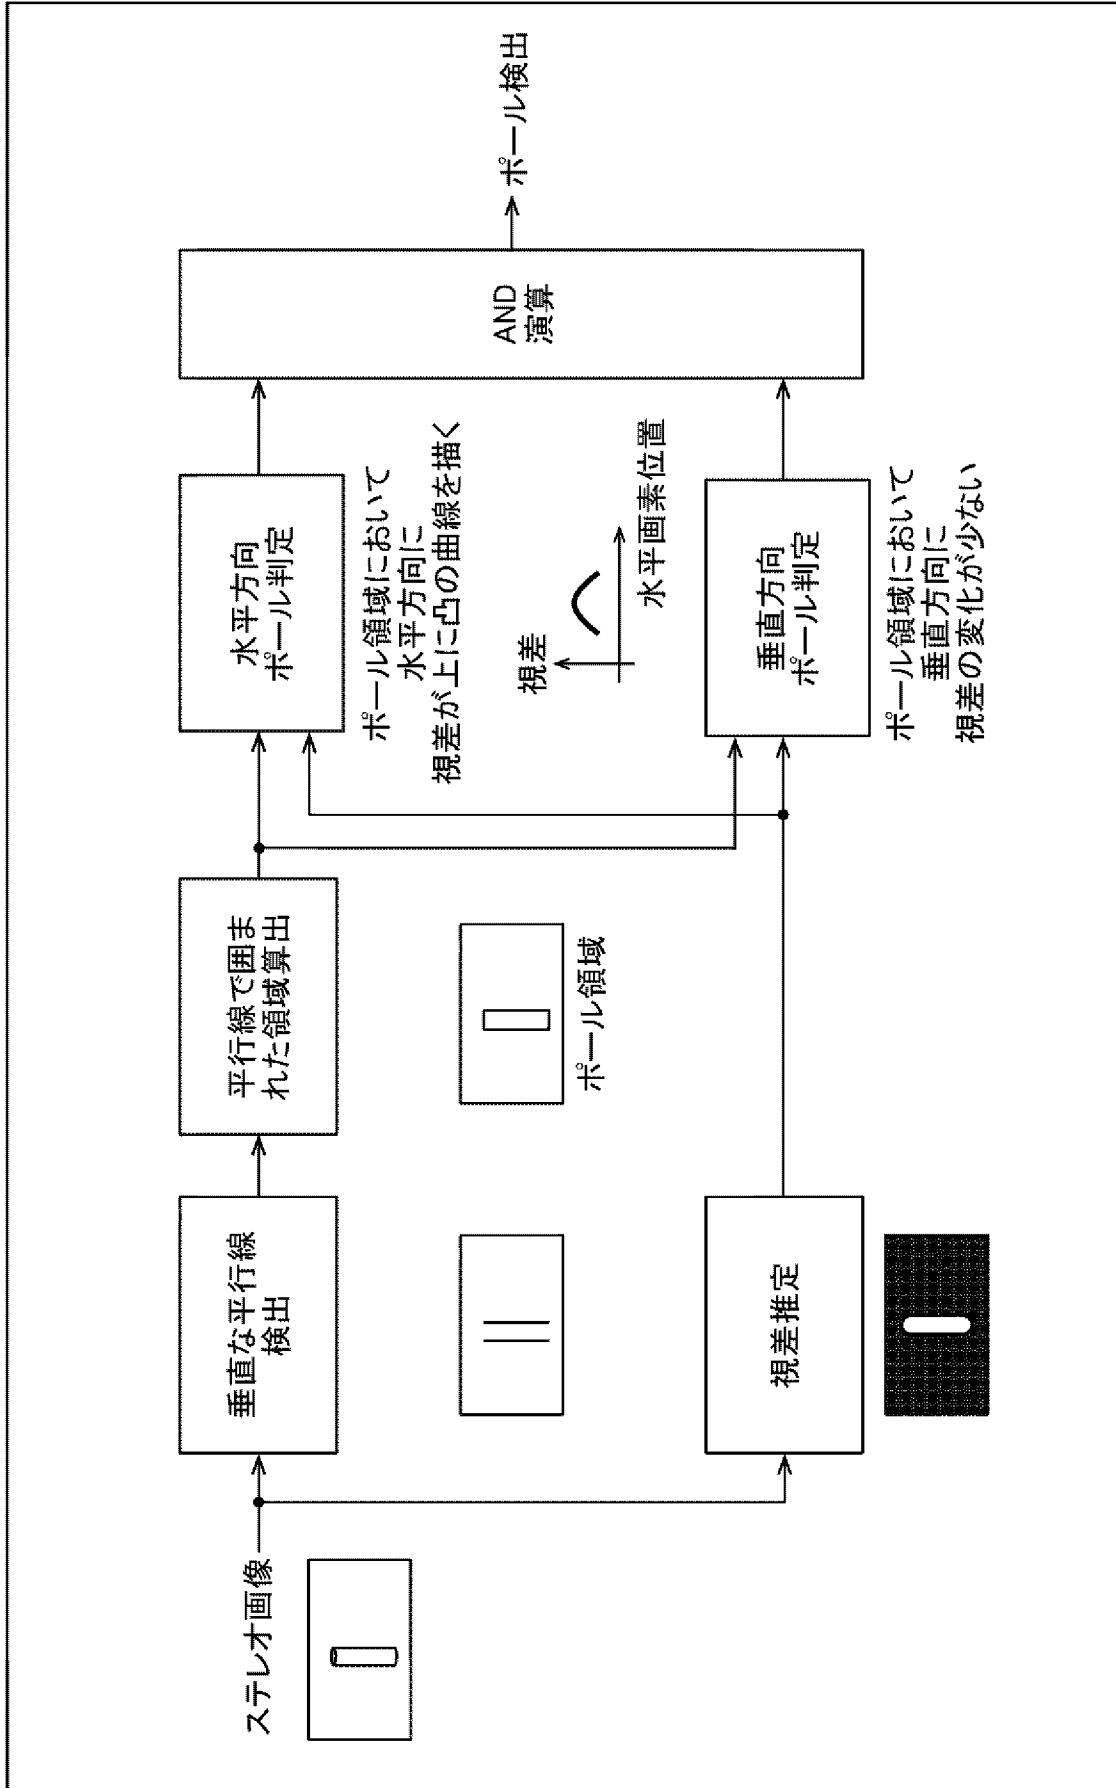 ステレオ画像
垂直な平行線
検出
平行線で囲ま
れた領域算出
ポール領域
視差推定
水平方向
ポール判定
ポール領域において
水平方向に
視差が上に凸の曲線を描く
視差
水平画素位置
垂直方向
ポール判定
ポール領域において
垂直方向に
視差の変化が少ない
AND
演算
ポール検出